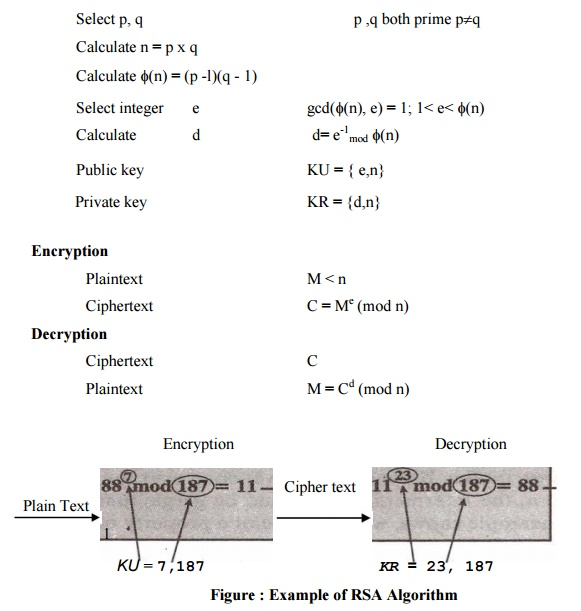 Select p, q p ,q both prime p≠q
Calculate n = p x q
Calculate ϕ(n) = (p -l)(q - 1)
Select integer e gcd(ϕ(n), e) = 1; 1< e< ϕ(n)
Calculate d d= e⁻¹ mod ϕ(n)
Public key KU = { e,n}
Private key KR = {d,n}
Encryption
Plaintext M < n
Ciphertext C = Mᵉ (mod n)
Decryption
Ciphertext C
Plaintext M = Cᵈ (mod n)
Encryption Decryption
88⁷ mod 187 = 11 Cipher text 11²³ mod 187 = 88
Plain Text
KU = 7,187 KR = 23, 187
Figure : Example of RSA Algorithm